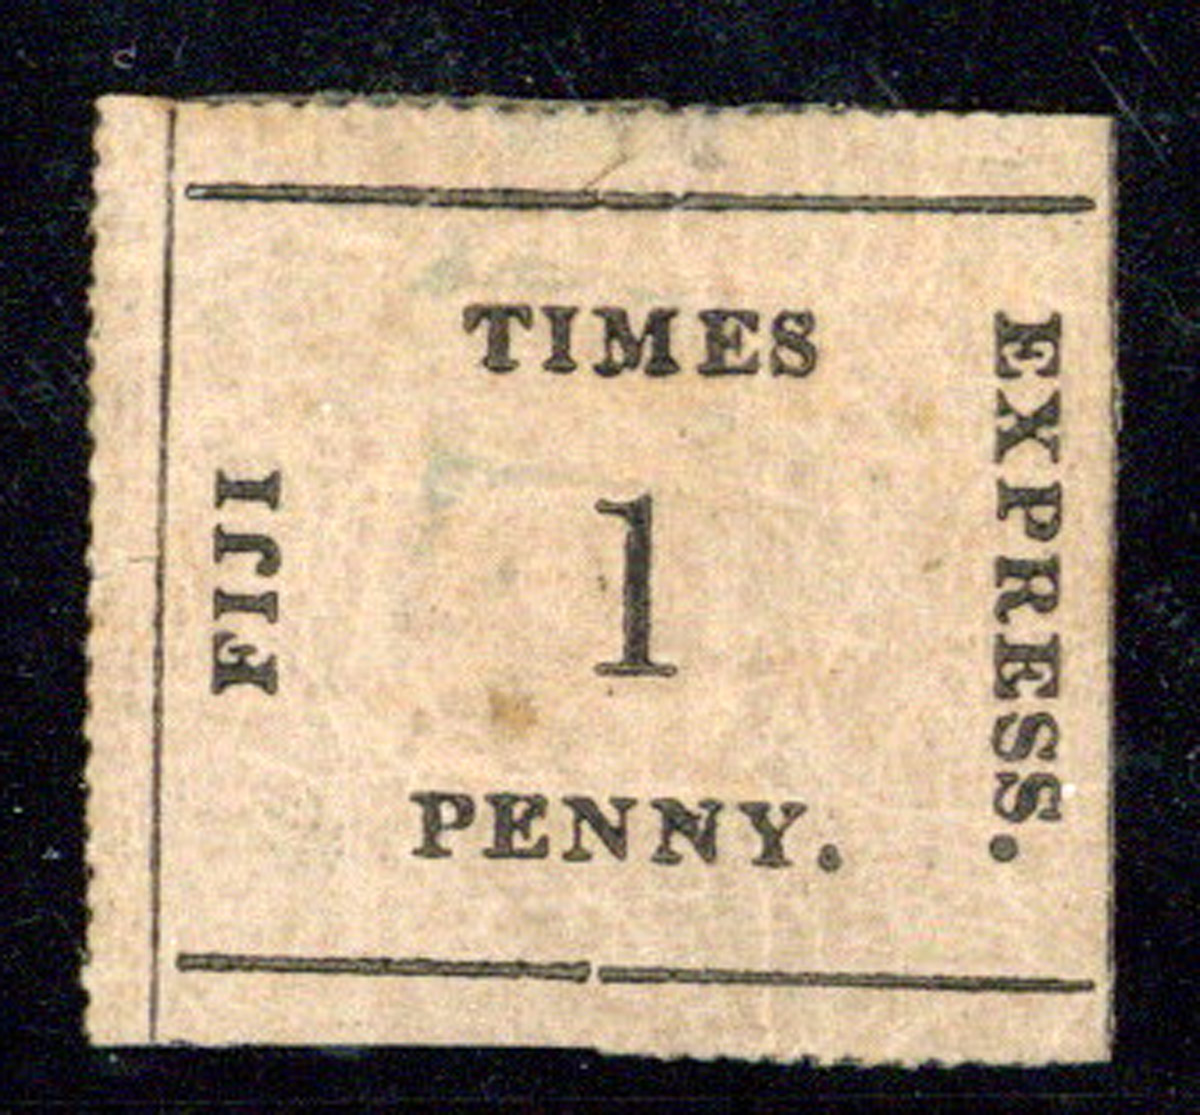 FIJI
TIMES
EXPRESS.
1
PENNY.